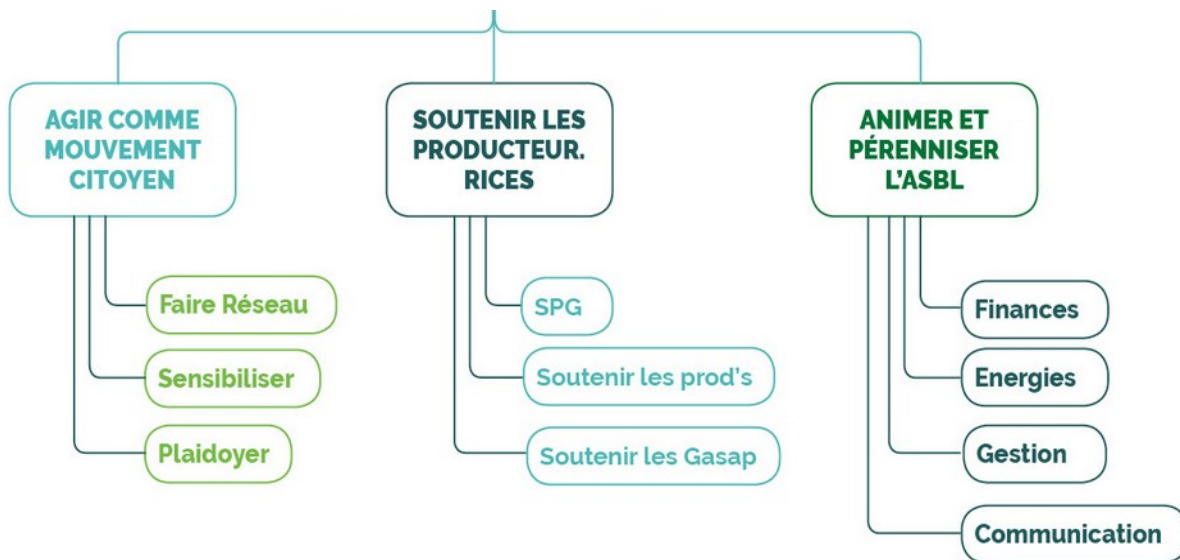 AGIR COMME
MOUVEMENT
CITOYEN
Faire Réseau
Sensibiliser
Plaidoyer
SOUTENIR LES
PRODUCTEUR.
RICES
SPG
Soutenir les prod's
Soutenir les Gasap
ANIMER ET
PÉRENNISER
L'ASBL
Finances
Energies
Gestion
Communication